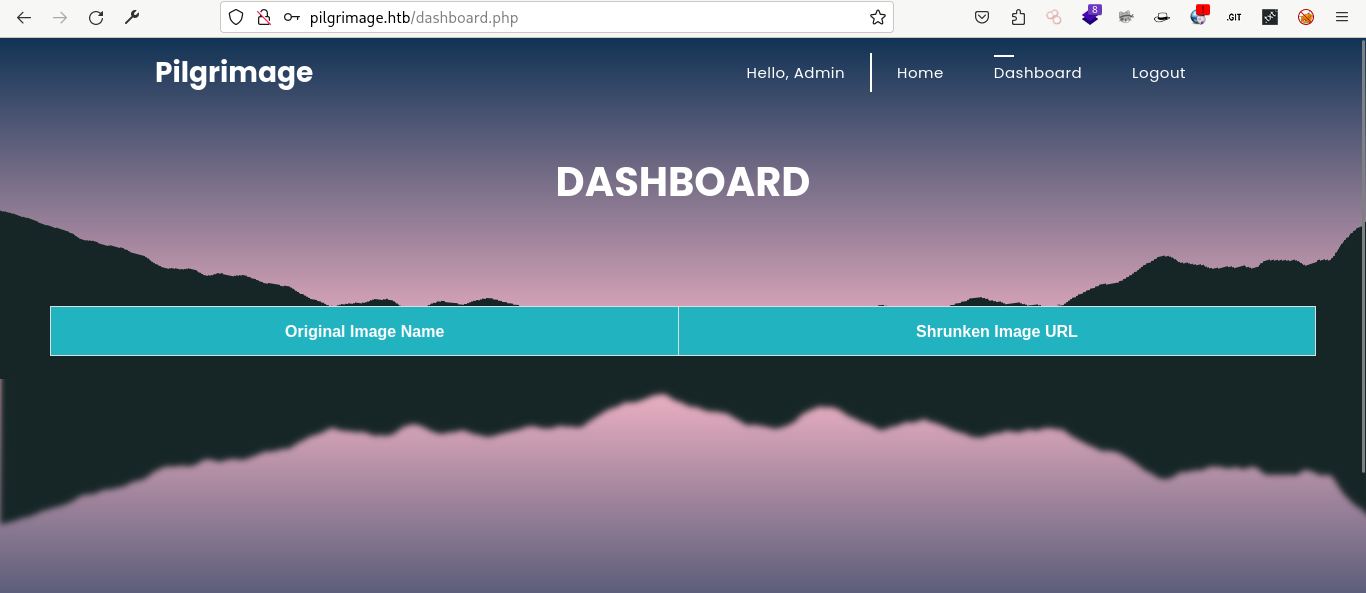 pilgrimage.htb/dashboard.php
8
!
.GIT
Pilgrimage
Hello, Admin
Home
Dashboard
Logout
DASHBOARD
Original Image Name
Shrunken Image URL